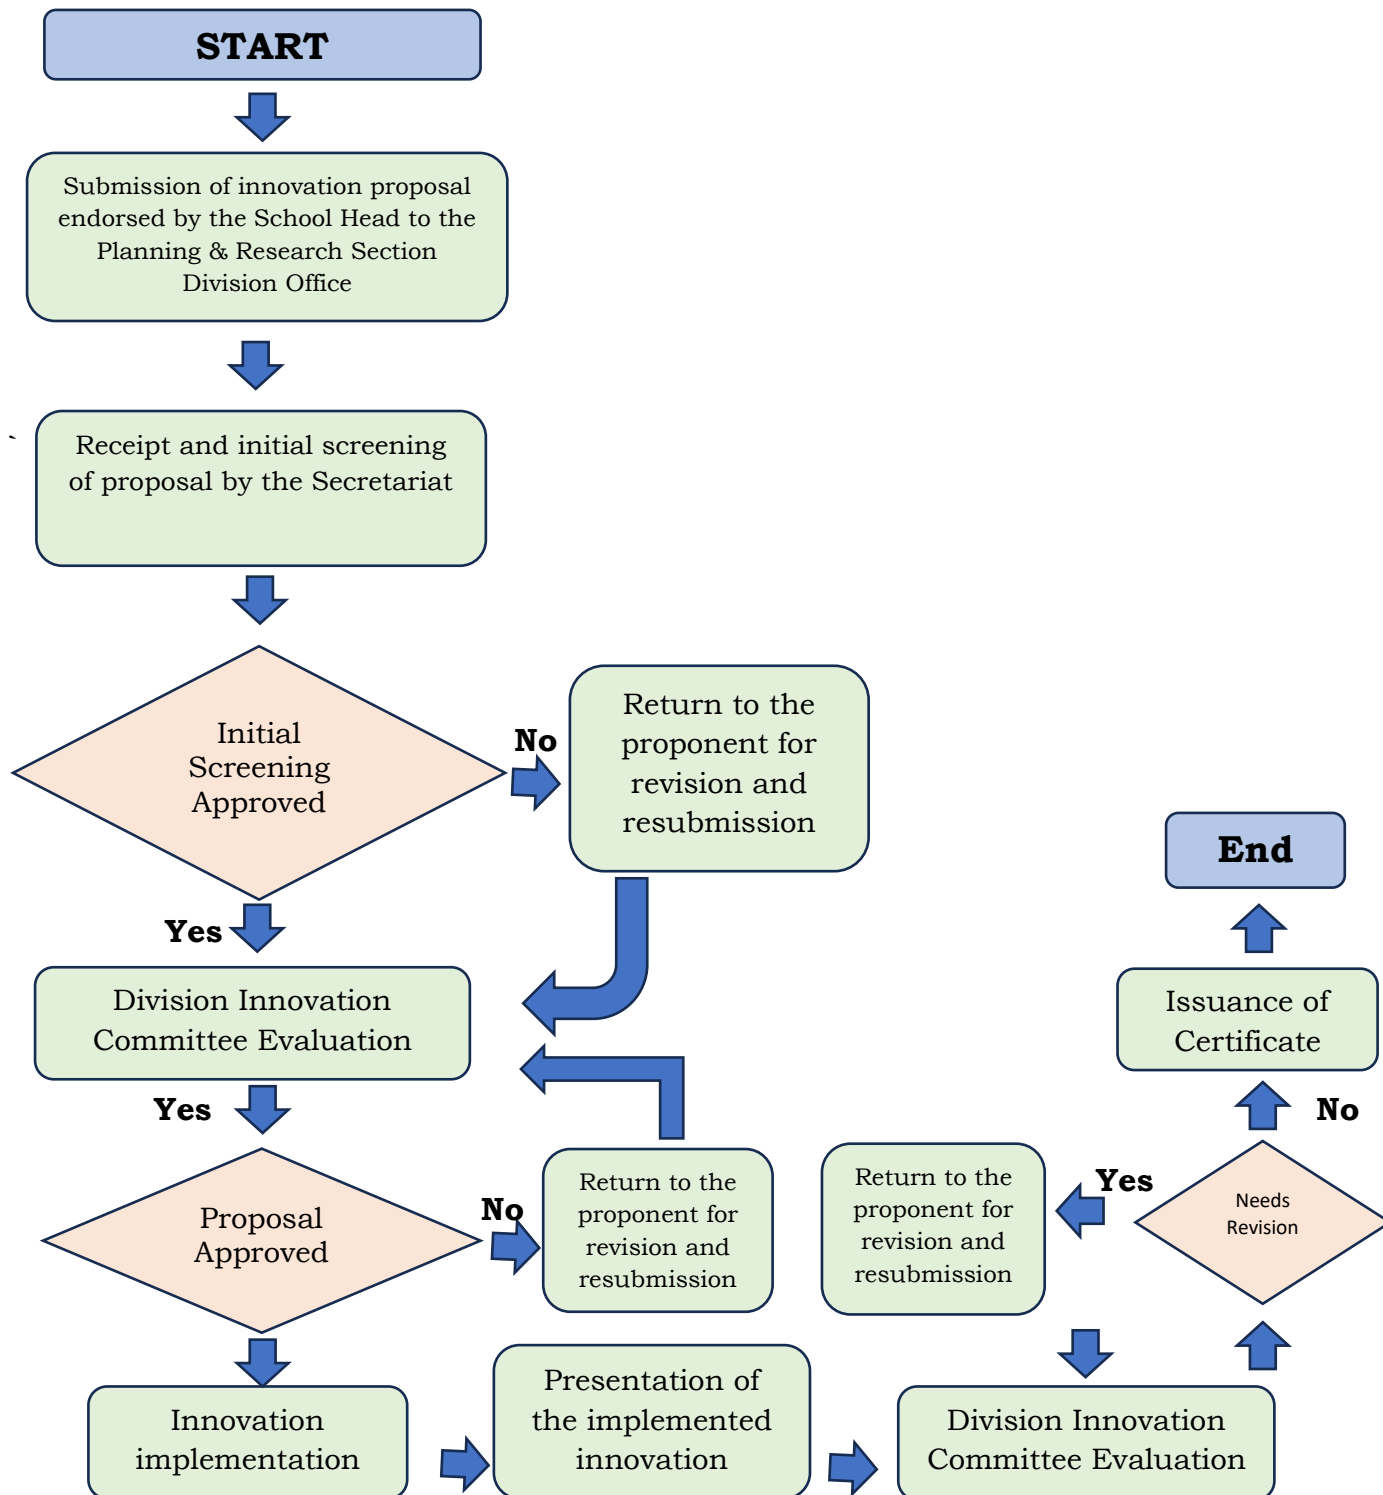 START
Submission of innovation proposal
endorsed by the School Head to the
Planning & Research Section
Division Office
`
Receipt and initial screening
of proposal by the Secretariat
Initial
Screening
Approved
No
Return to the
proponent for
revision and
resubmission
Yes
Division Innovation
Committee Evaluation
Yes
Proposal
Approved
No
Return to the
proponent for
revision and
resubmission
Innovation
implementation
Presentation of
the implemented
innovation
Division Innovation
Committee Evaluation
Needs
Revision
Yes
Return to the
proponent for
revision and
resubmission
No
Issuance of
Certificate
End